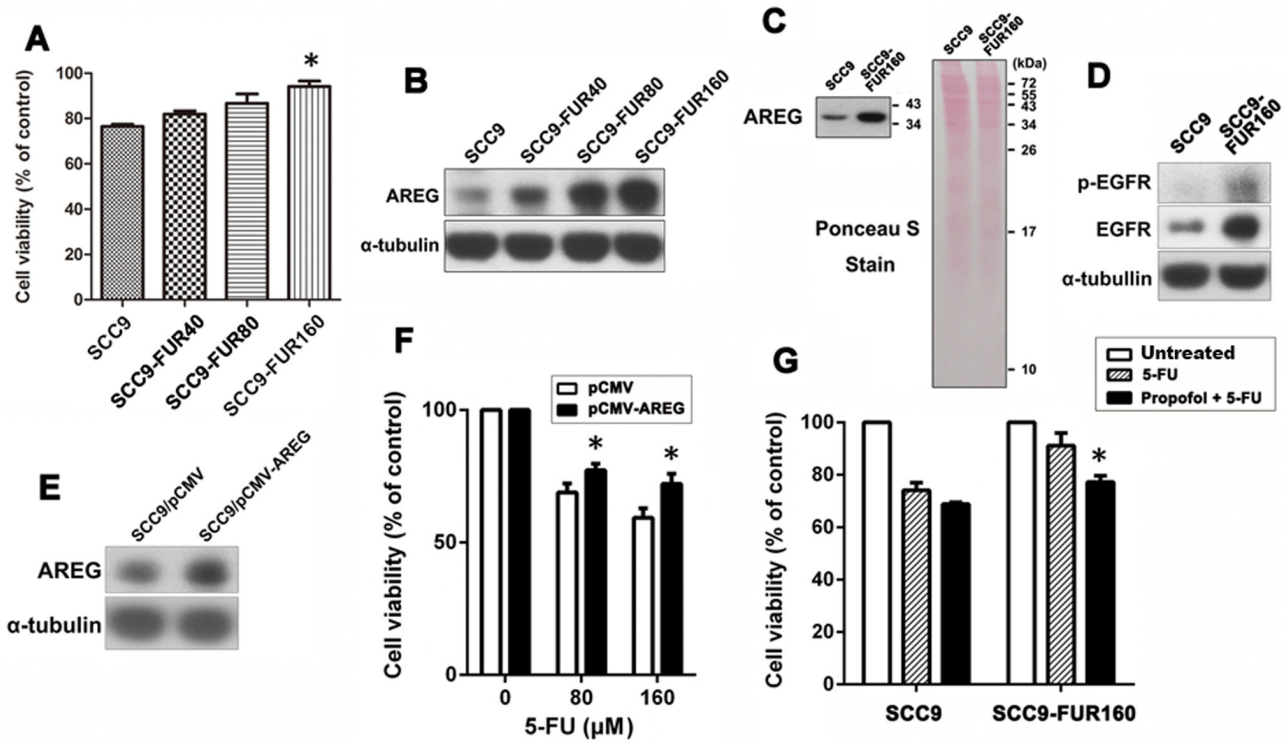 A
Cell viability (% of control)
100
80
60
40
20
0
*
SCC9
SCC9-FUR40
SCC9-FUR80
SCC9-FUR160
B
SCC9
SCC9-FUR40
SCC9-FUR80
SCC9-FUR160
AREG
α-tubulin
C
SCC9
SCC9-
FUR160
AREG
43
34
SCC9
SCC9-
FUR160
(kDa)
72
55
43
34
26
17
10
Ponceau S
Stain
D
SCC9
SCC9-
FUR160
p-EGFR
EGFR
α-tubullin
E
SCC9/pCMV
SCC9/pCMV-AREG
AREG
α-tubulin
F
pCMV
pCMV-AREG
Cell viability (% of control)
100
50
0
*
*
0
80
160
5-FU (μM)
G
Untreated
5-FU
Propofol + 5-FU
Cell viability (% of control)
100
80
60
40
20
0
*
SCC9
SCC9-FUR160